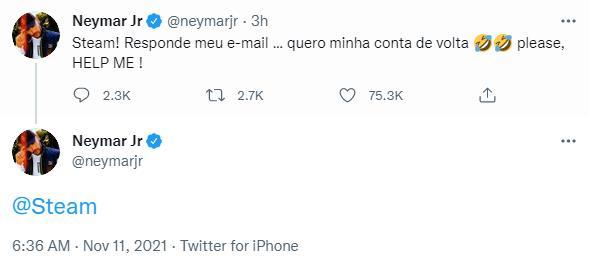 Neymar Jr @neymarjr · 3h
Steam! Responde meu e-mail ... quero minha conta de volta 🤣🤣 please,
HELP ME !
2.3K 2.7K 75.3K
Neymar Jr
@neymarjr
@Steam
6:36 AM · Nov 11, 2021 · Twitter for iPhone